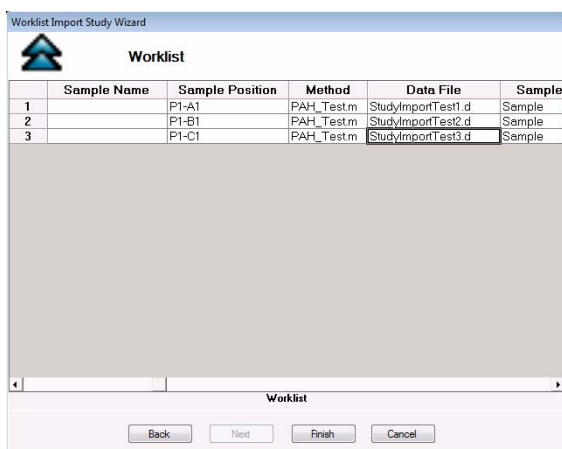 Worklist Import Study Wizard
Worklist
Sample Name Sample Position Method Data File Sample
1 P1-A1 PAH_Test.m StudyImportTest1.d Sample
2 P1-B1 PAH_Test.m StudyImportTest2.d Sample
3 P1-C1 PAH_Test.m StudyImportTest3.d Sample
Worklist
Back Next Finish Cancel